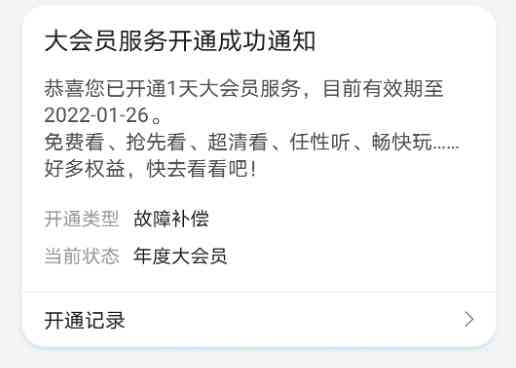 大会员服务开通成功通知
恭喜您已开通1天大会员服务，目前有效期至
2022-01-26。
免费看、抢先看、超清看、任性听、畅快玩……
好多权益，快去看看吧！
开通类型 故障补偿
当前状态 年度大会员
开通记录